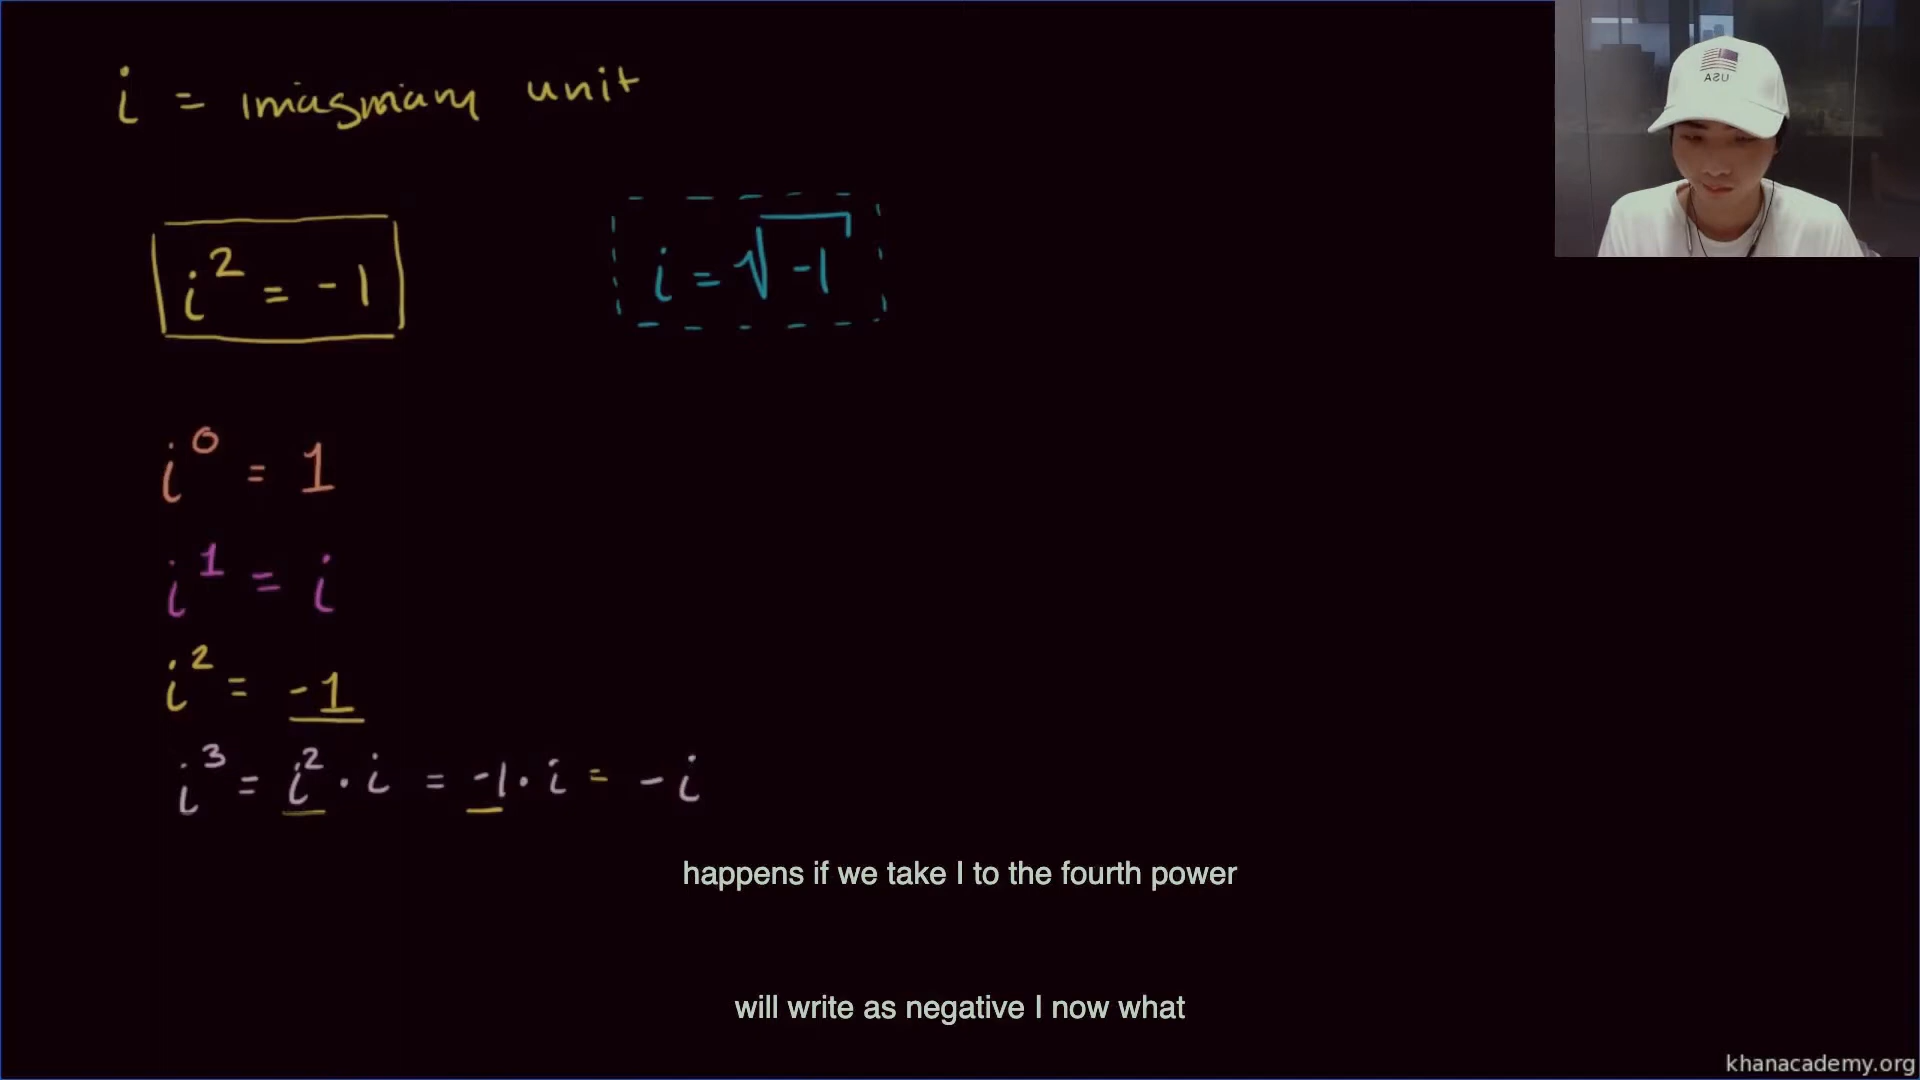 i = imaginary unit
USA
i² = -1
i = √-1
i⁰ = 1
i¹ = i
i² = -1
i³ = i² · i = -1 · i = -i
happens if we take I to the fourth power
will write as negative I now what
khanacademy.org